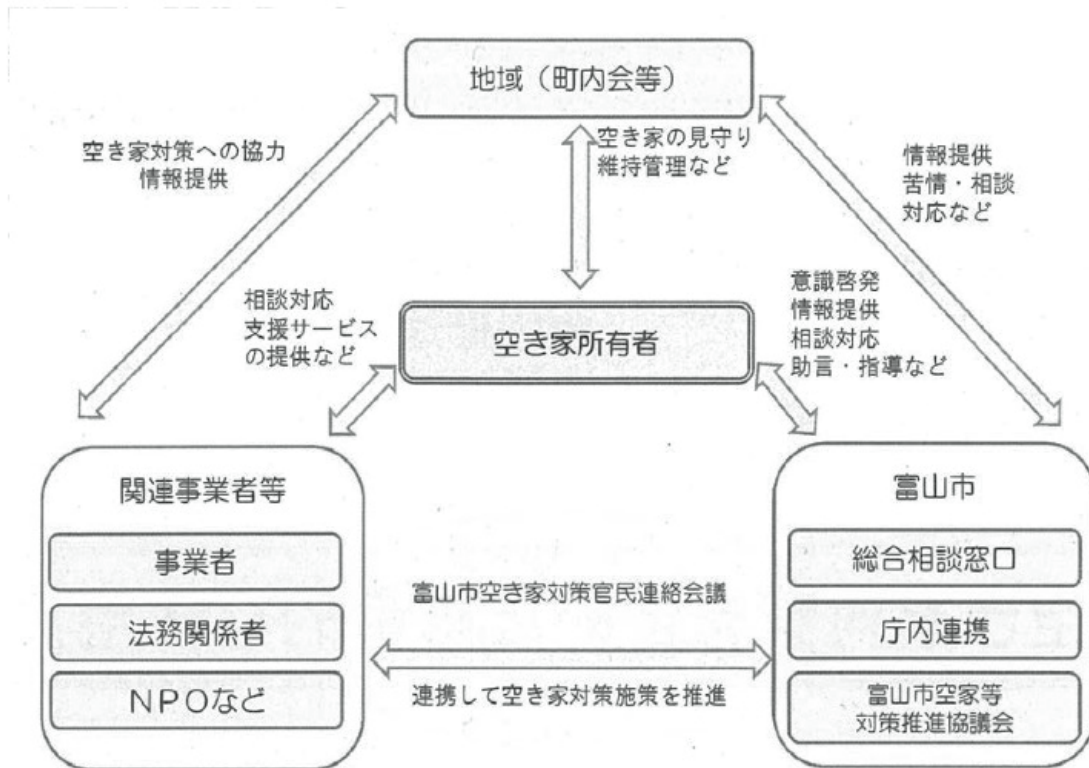 地域（町内会等）
空き家対策への協力
情報提供
空き家の見守り
維持管理など
情報提供
苦情・相談
対応など
相談対応
支援サービス
の提供など
空き家所有者
意識啓発
情報提供
相談対応
助言・指導など
関連事業者等
事業者
法務関係者
ＮＰＯなど
富山市空き家対策官民連絡会議
連携して空き家対策施策を推進
富山市
総合相談窓口
庁内連携
富山市空家等
対策推進協議会